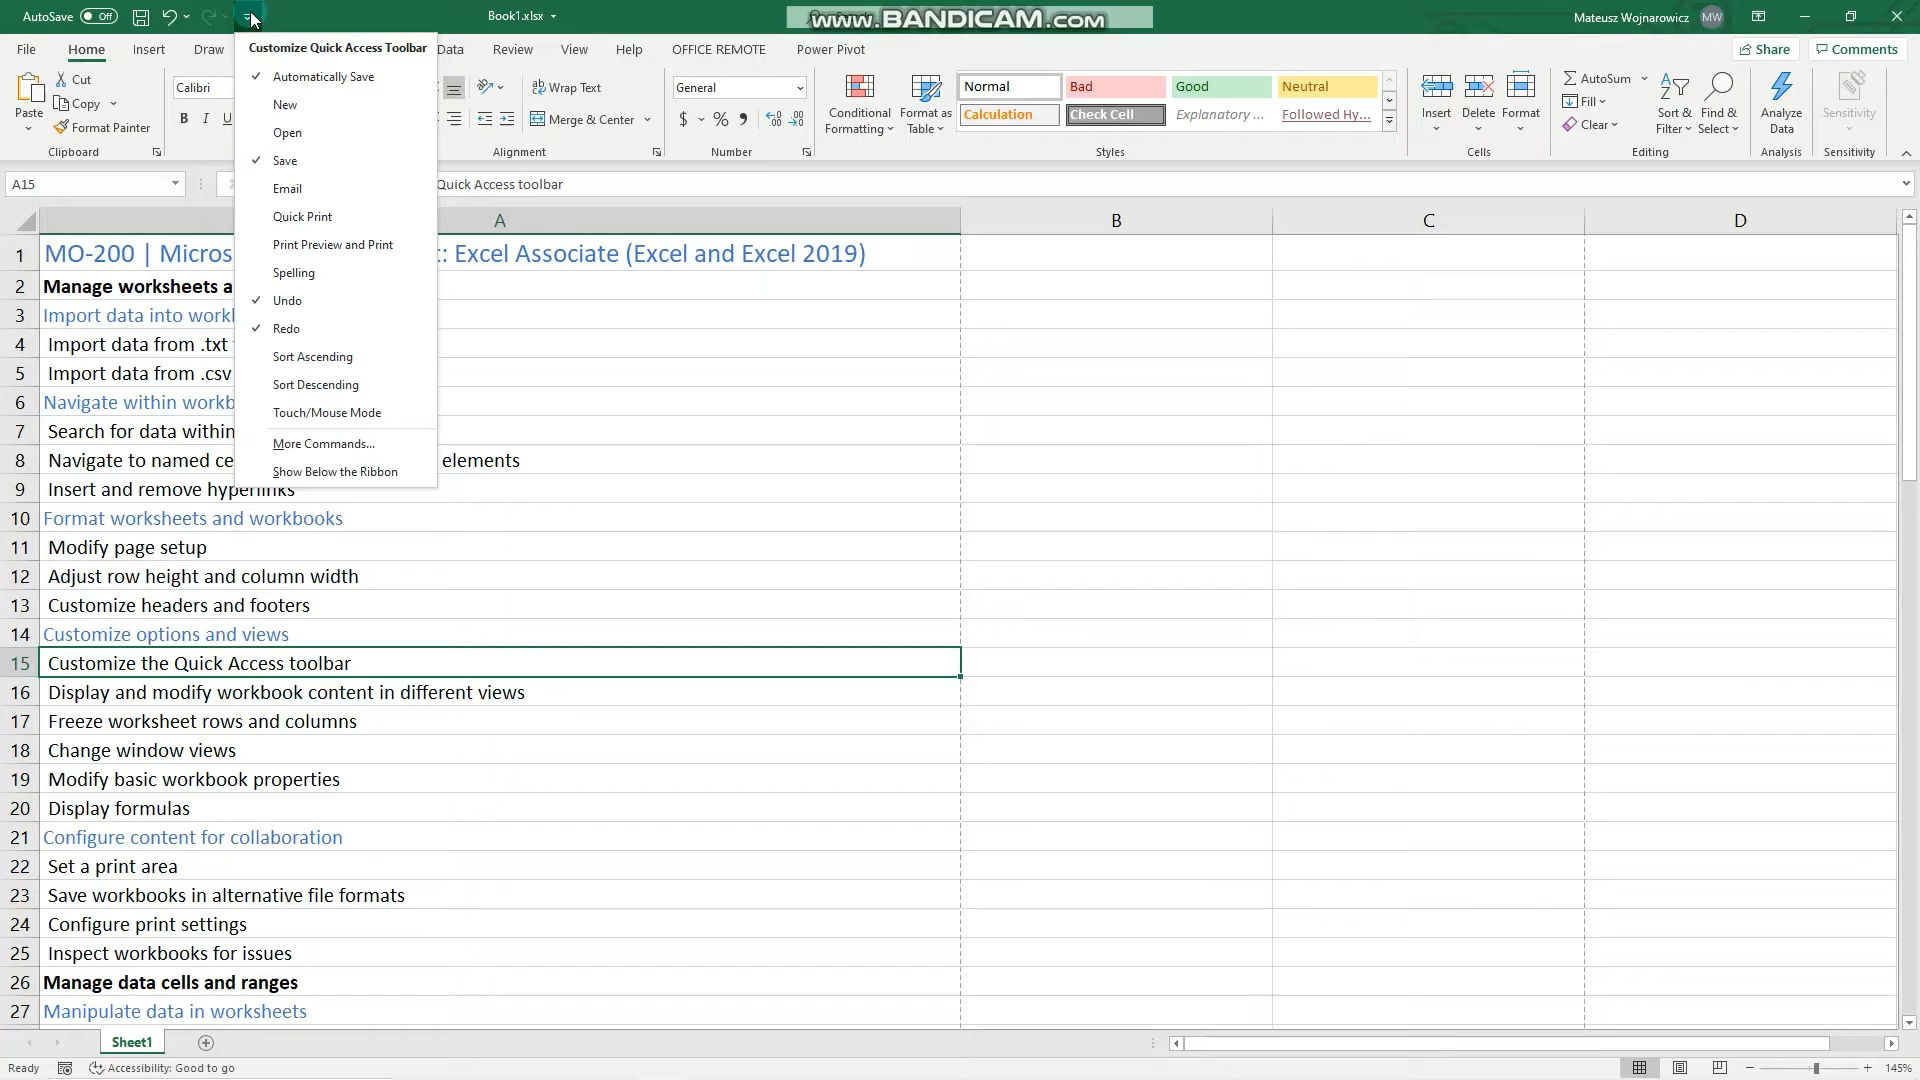 AutoSave Off Book1.xlsx www.BANDICAM.com Mateusz Wojnarowicz MW
File Home Insert Draw Data Review View Help OFFICE REMOTE Power Pivot Share Comments
Customize Quick Access Toolbar
Automatically Save
New
Open
Save
Email
Quick Print
Print Preview and Print
Spelling
Undo
Redo
Sort Ascending
Sort Descending
Touch/Mouse Mode
More Commands...
Show Below the Ribbon
Paste
Cut
Copy
Format Painter
Clipboard
Calibri
B I U
Wrap Text
Merge & Center
Alignment
General
$ % ,
Number
Conditional Formatting
Format as Table
Normal Bad Good Neutral
Calculation Check Cell Explanatory ... Followed Hy...
Styles
Insert Delete Format
Cells
AutoSum
Fill
Clear
Sort & Filter
Find & Select
Editing
Analyze Data
Analysis
Sensitivity
Sensitivity
A15 Quick Access toolbar
A B C D
1 MO-200 | Micros t: Excel Associate (Excel and Excel 2019)
2 Manage worksheets a
3 Import data into work
4 Import data from .txt
5 Import data from .csv
6 Navigate within workb
7 Search for data within
8 Navigate to named ce elements
9 Insert and remove hyperlinks
10 Format worksheets and workbooks
11 Modify page setup
12 Adjust row height and column width
13 Customize headers and footers
14 Customize options and views
15 Customize the Quick Access toolbar
16 Display and modify workbook content in different views
17 Freeze worksheet rows and columns
18 Change window views
19 Modify basic workbook properties
20 Display formulas
21 Configure content for collaboration
22 Set a print area
23 Save workbooks in alternative file formats
24 Configure print settings
25 Inspect workbooks for issues
26 Manage data cells and ranges
27 Manipulate data in worksheets
Sheet1
Ready Accessibility: Good to go 145%